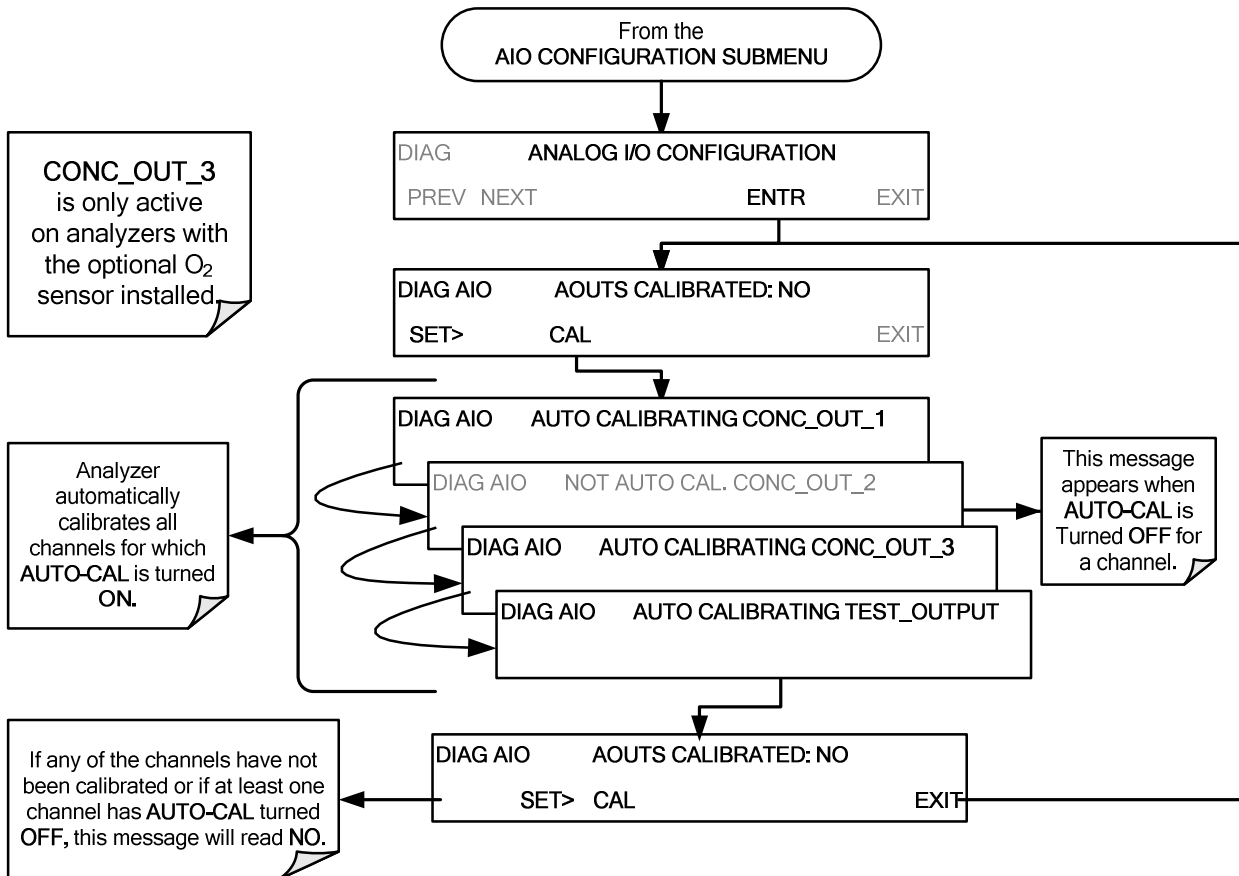 From the
AIO CONFIGURATION SUBMENU
DIAG ANALOG I/O CONFIGURATION
PREV NEXT ENTR EXIT
CONC_OUT_3
is only active
on analyzers with
the optional O₂
sensor installed.
DIAG AIO AOUTS CALIBRATED: NO
SET> CAL EXIT
DIAG AIO AUTO CALIBRATING CONC_OUT_1
DIAG AIO NOT AUTO CAL. CONC_OUT_2
DIAG AIO AUTO CALIBRATING CONC_OUT_3
DIAG AIO AUTO CALIBRATING TEST_OUTPUT
Analyzer
automatically
calibrates all
channels for which
AUTO-CAL is turned
ON.
This message
appears when
AUTO-CAL is
Turned OFF for
a channel.
DIAG AIO AOUTS CALIBRATED: NO
SET> CAL EXIT
If any of the channels have not
been calibrated or if at least one
channel has AUTO-CAL turned
OFF, this message will read NO.